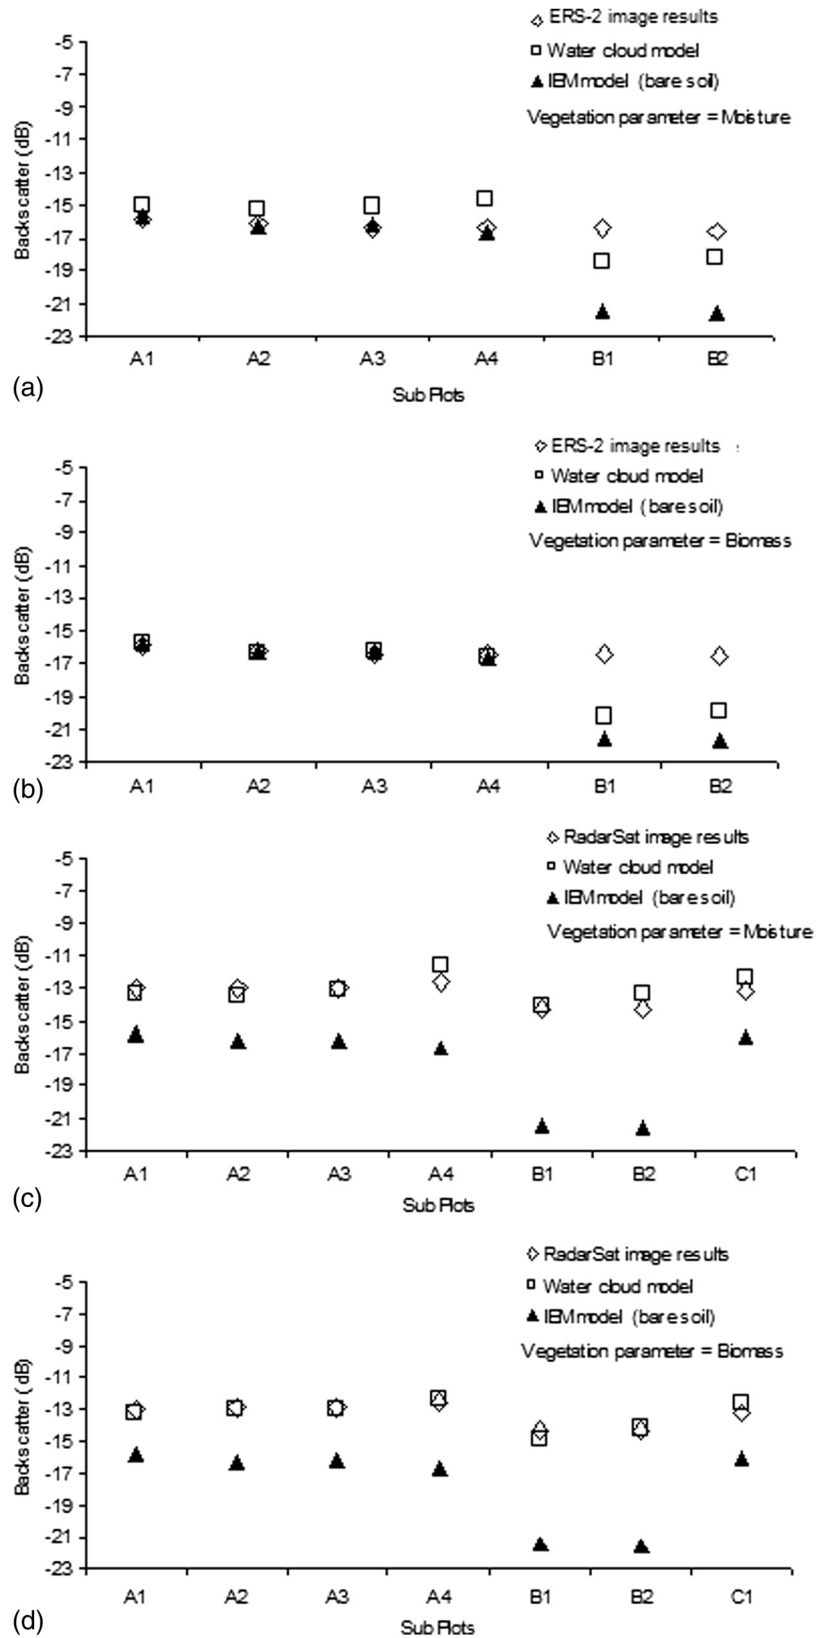 ERS-2 image results
Water cloud model
IEM model (bare soil)
Vegetation parameter = Moisture
Backscatter (dB)
-5
-7
-9
-11
-13
-15
-17
-19
-21
-23
A1 A2 A3 A4 B1 B2
Sub Plots
(a)
ERS-2 image results
Water cloud model
IEM model (bare soil)
Vegetation parameter = Biomass
Backscatter (dB)
-5
-7
-9
-11
-13
-15
-17
-19
-21
-23
A1 A2 A3 A4 B1 B2
(b)
RadarSat image results
Water cloud model
IEM model (bare soil)
Vegetation parameter = Moisture
Backscatter (dB)
-5
-7
-9
-11
-13
-15
-17
-19
-21
-23
A1 A2 A3 A4 B1 B2 C1
Sub Plots
(c)
RadarSat image results
Water cloud model
IEM model (bare soil)
Vegetation parameter = Biomass
Backscatter (dB)
-5
-7
-9
-11
-13
-15
-17
-19
-21
-23
A1 A2 A3 A4 B1 B2 C1
Sub Plots
(d)